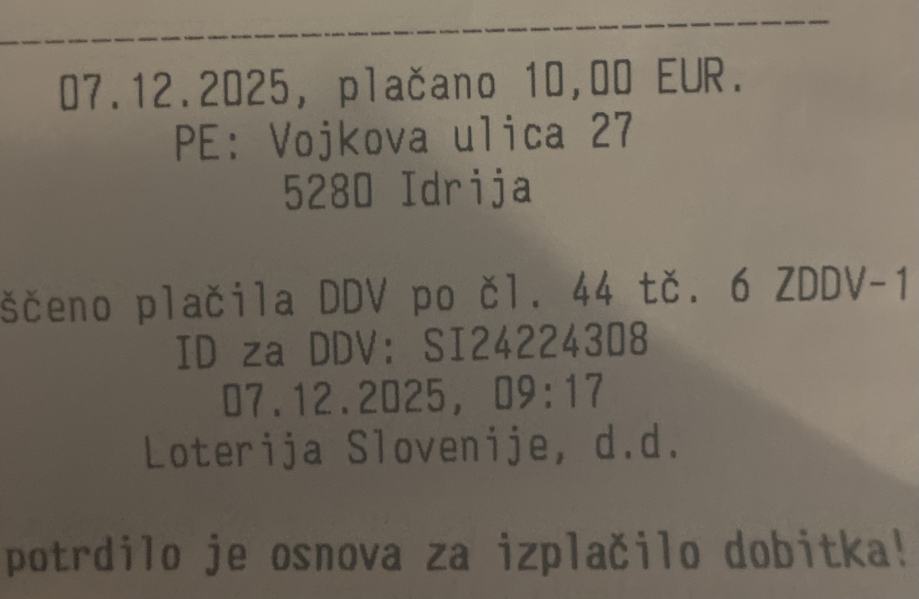 07.12.2025, plačano 10,00 EUR.
PE: Vojkova ulica 27
5280 Idrija
ščeno plačila DDV po čl. 44 tč. 6 ZDDV-1
ID za DDV: SI24224308
07.12.2025, 09:17
Loterija Slovenije, d.d.
potrdilo je osnova za izplačilo dobitka!